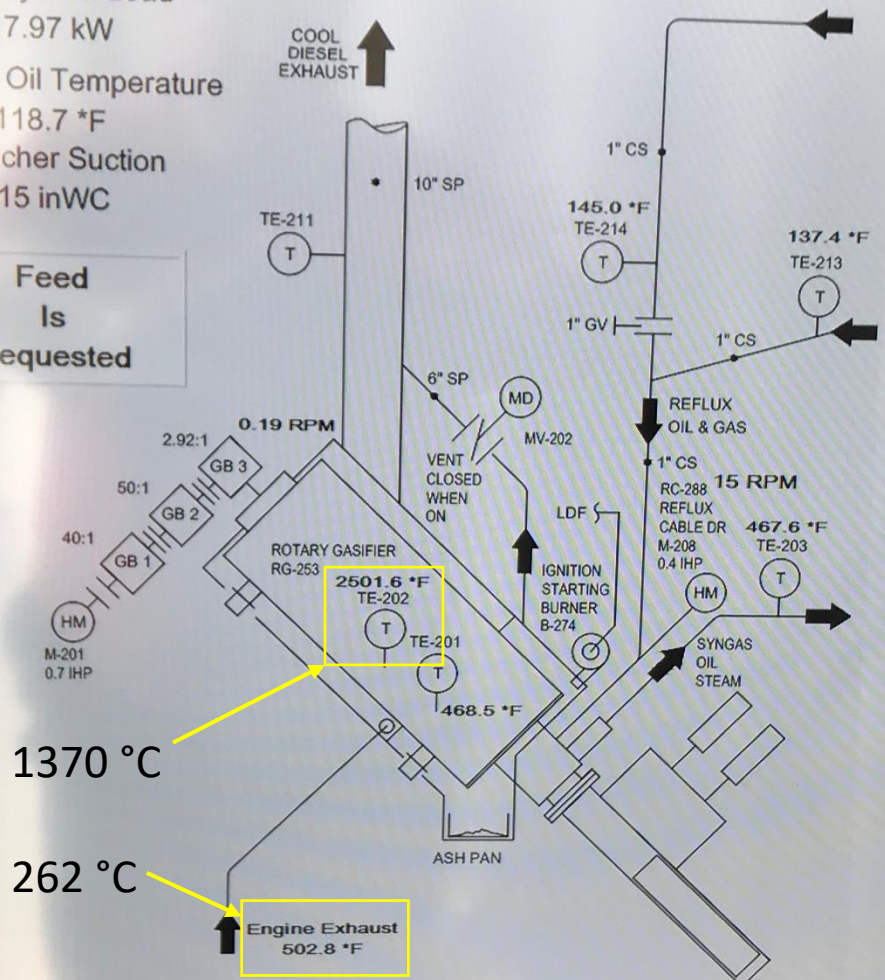 7.97 kW
Oil Temperature
118.7 *F
cher Suction
15 inWC
Feed
Is
equested
COOL
DIESEL
EXHAUST
10" SP
TE-211
T
1" CS
145.0 *F
TE-214
T
137.4 *F
TE-213
T
1" GV
1" CS
6" SP
MD
MV-202
VENT
CLOSED
WHEN
ON
REFLUX
OIL & GAS
1" CS
RC-288 15 RPM
REFLUX
CABLE DR
M-208
0.4 IHP
467.6 *F
TE-203
T
HM
0.19 RPM
2.92:1
GB 3
50:1
GB 2
40:1
GB 1
HM
M-201
0.7 IHP
LDF
IGNITION
STARTING
BURNER
B-274
ROTARY GASIFIER
RG-253
2501.6 *F
TE-202
T
TE-201
T
468.5 *F
SYNGAS
OIL
STEAM
1370 °C
ASH PAN
262 °C
Engine Exhaust
502.8 *F